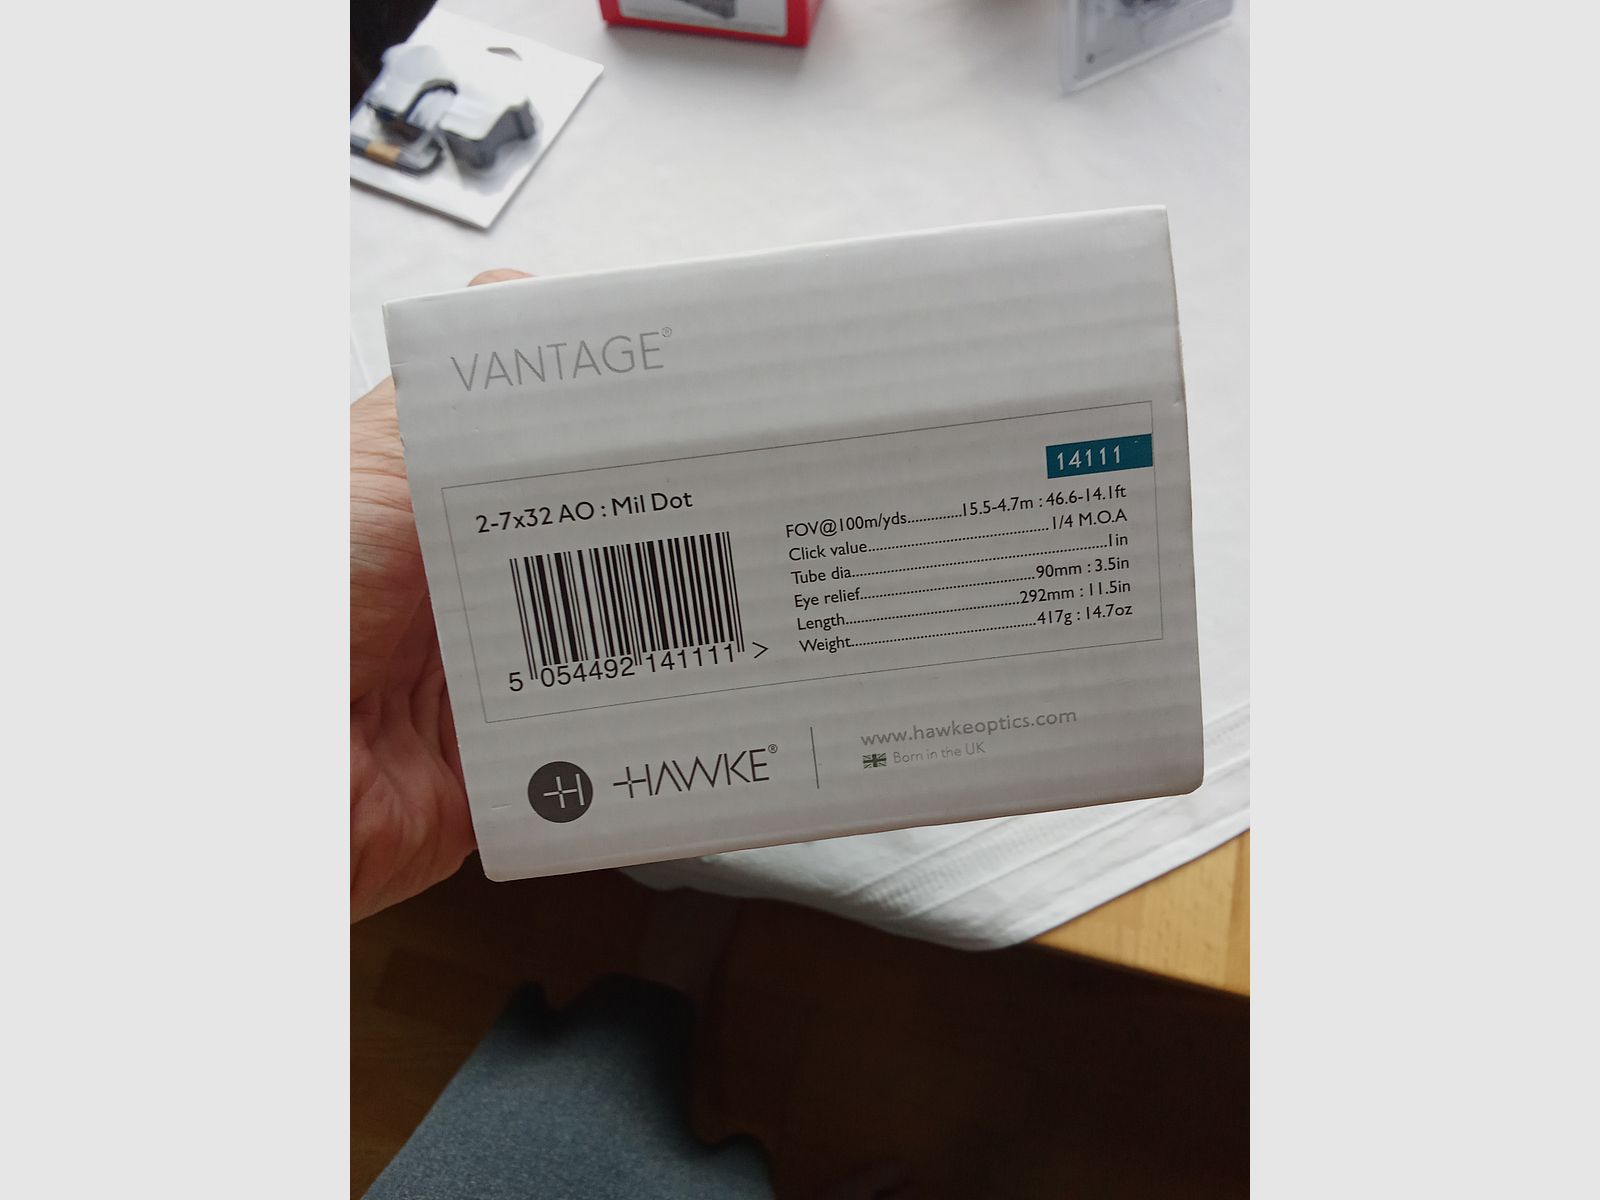 VANTAGE®
14111
2-7x32 AO : Mil Dot
FOV@100m/yds.............15.5-4.7m : 46.6-14.1ft
Click value...........................................1/4 M.O.A
Tube dia.........................................................1in
Eye relief.........................................90mm : 3.5in
Length..........................................292mm : 11.5in
Weight............................................417g : 14.7oz
5 054492 141111 >
H HAWKE®
www.hawkeoptics.com
Born in the UK